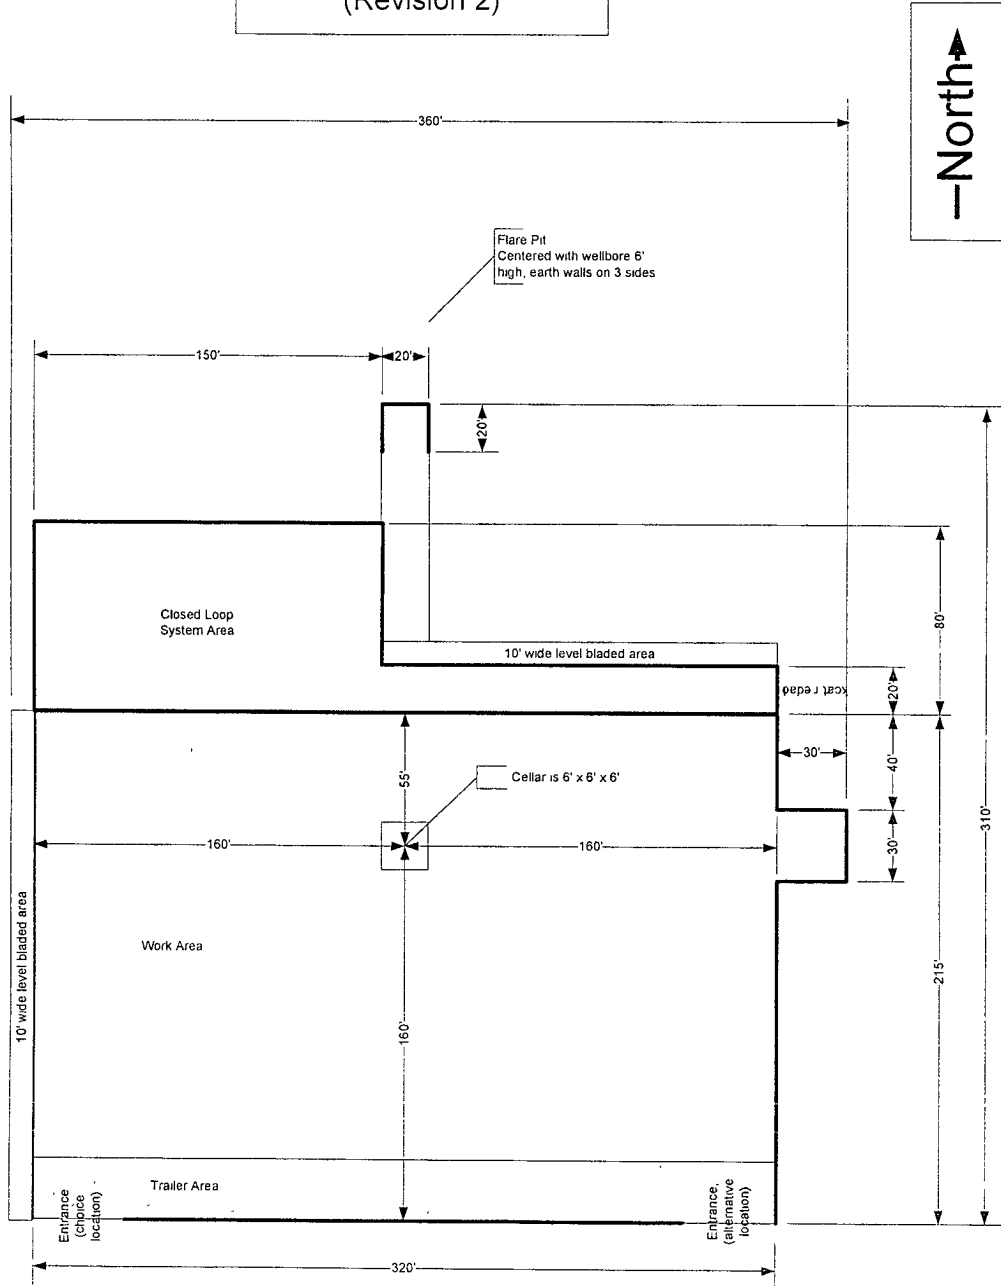 (Revision 2)
North
360'
Flare Pit
Centered with wellbore 6'
high, earth walls on 3 sides
150'
20'
20'
Closed Loop
System Area
80'
10' wide level bladed area
20'
30'
40'
55'
Cellar is 6' x 6' x 6'
310'
160'
160'
30'
10' wide level bladed area
Work Area
215'
160'
Trailer Area
Entrance
(choice
location)
Entrance,
(alternative
location)
320'